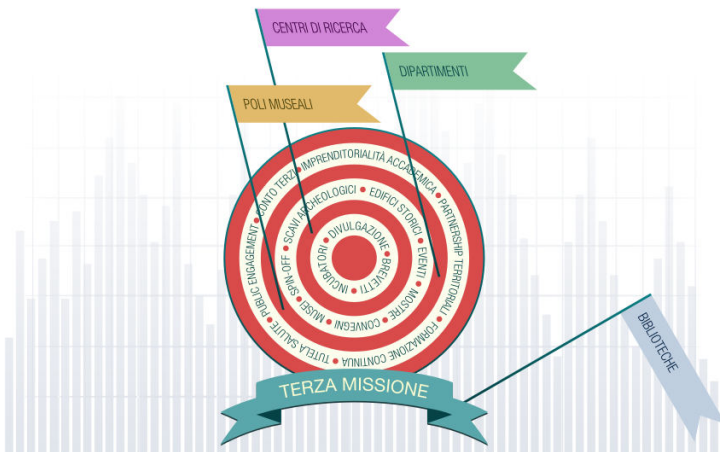 CENTRI DI RICERCA
DIPARTIMENTI
POLI MUSEALI
TUTELA SALUTE • PUBLIC ENGAGEMENT • CONTO TERZI • IMPRENDITORIALITÀ ACCADEMICA • PARTNERSHIP TERRITORIALI • FORMAZIONE CONTINUA •
MUSEI • SPIN-OFF • SCAVI ARCHEOLOGICI • EDIFICI STORICI • EVENTI • MOSTRE • CONVEGNI •
INCUBATORI • DIVULGAZIONE • BREVETTI •
BIBLIOTECHE
TERZA MISSIONE